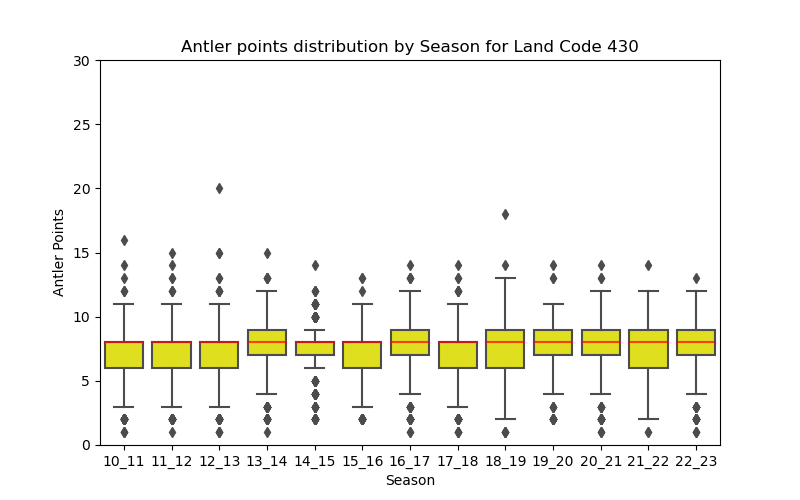 Antler points distribution by Season for Land Code 430
30
25
20
15
10
5
0
Antler Points
10_11 11_12 12_13 13_14 14_15 15_16 16_17 17_18 18_19 19_20 20_21 21_22 22_23
Season